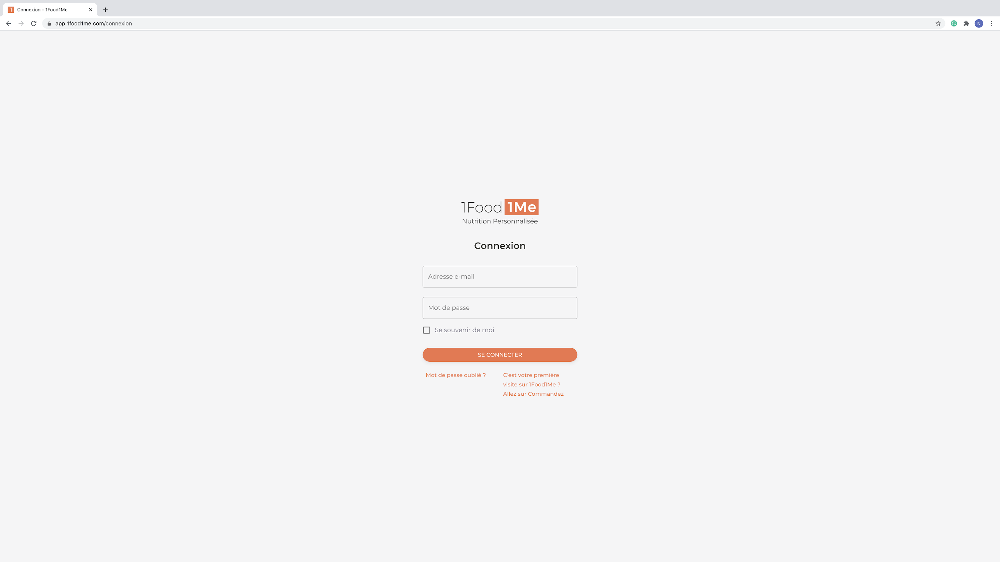 1 Connexion - 1Food1Me
app.1food1me.com/connexion
N
1Food 1Me
Nutrition Personnalisée
Connexion
Adresse e-mail
Mot de passe
Se souvenir de moi
SE CONNECTER
Mot de passe oublié ?
C’est votre première
visite sur 1Food1Me ?
Allez sur Commandez